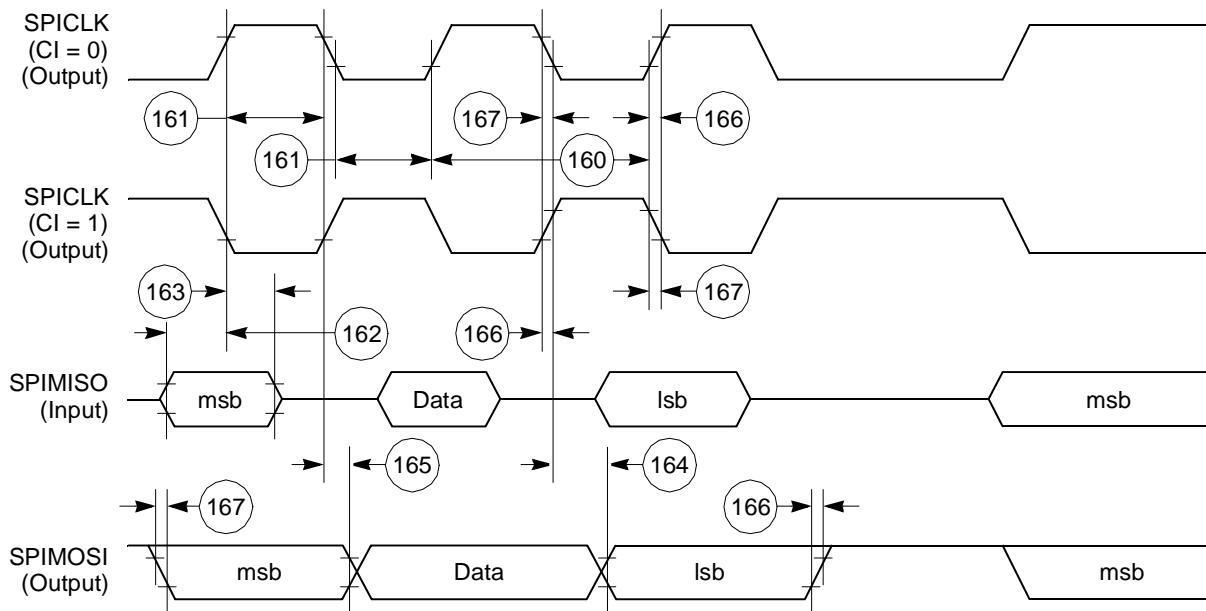 SPICLK
(CI = 0)
(Output)
161
167
166
161
160
SPICLK
(CI = 1)
(Output)
163
167
162
166
SPIMISO
(Input)
msb
Data
lsb
msb
165
164
167
166
SPIMOSI
(Output)
msb
Data
lsb
msb